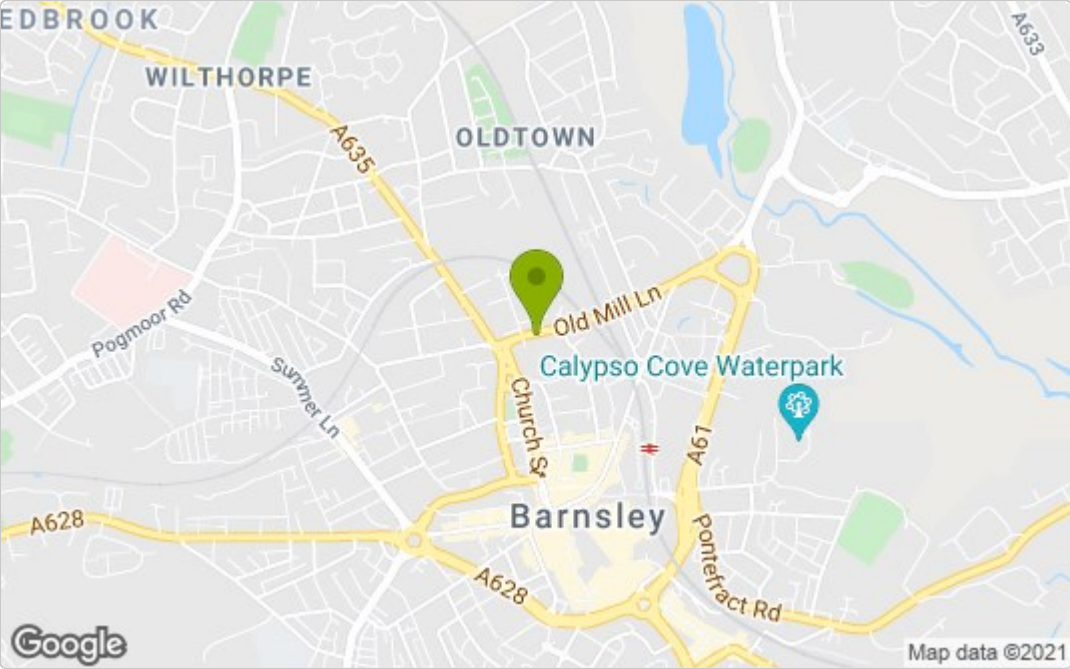 EDBROOK
WILTHORPE
A633
OLDTOWN
A635
Old Mill Ln
Pogmoor Rd
Summer Ln
Calypso Cove Waterpark
Church St
A61
Barnsley
A628
A628
Pontefract Rd
Google
Map data ©2021